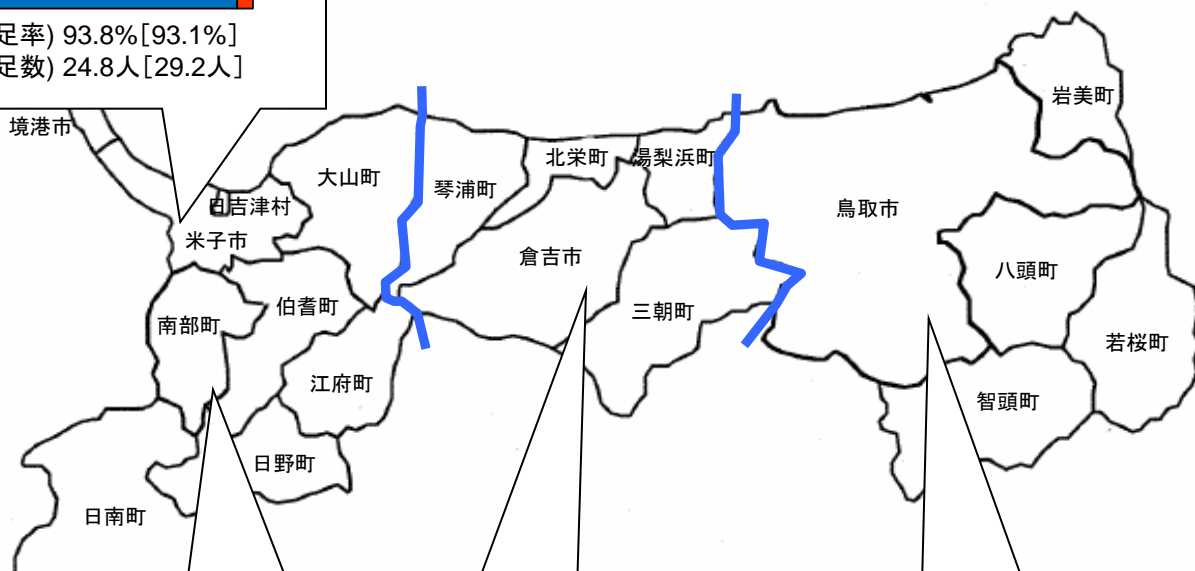 足率) 93.8%[93.1%]
足数) 24.8人[29.2人]
境港市
岩美町
北栄町
湯梨浜町
大山町
琴浦町
日吉津村
鳥取市
米子市
倉吉市
八頭町
伯耆町
三朝町
南部町
若桜町
江府町
智頭町
日野町
日南町